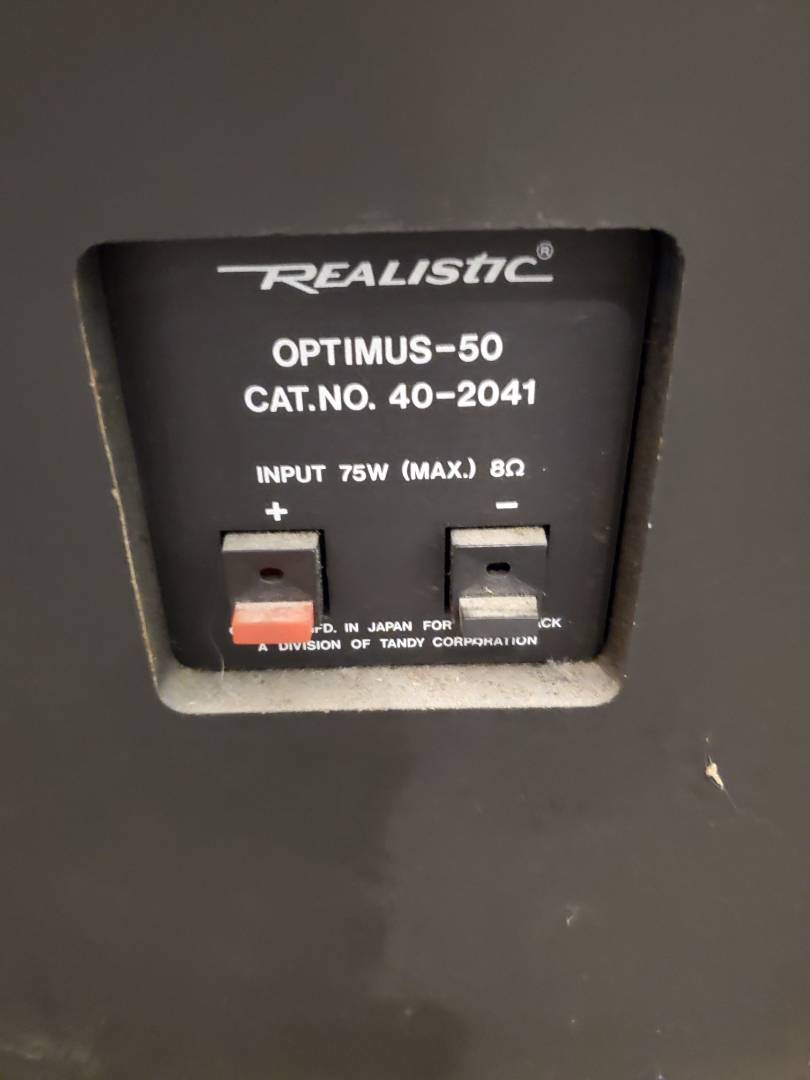 REALISTIC®
OPTIMUS-50
CAT.NO. 40-2041
INPUT 75W (MAX.) 8Ω
+ -
IN JAPAN FOR
A DIVISION OF TANDY CORPORATION